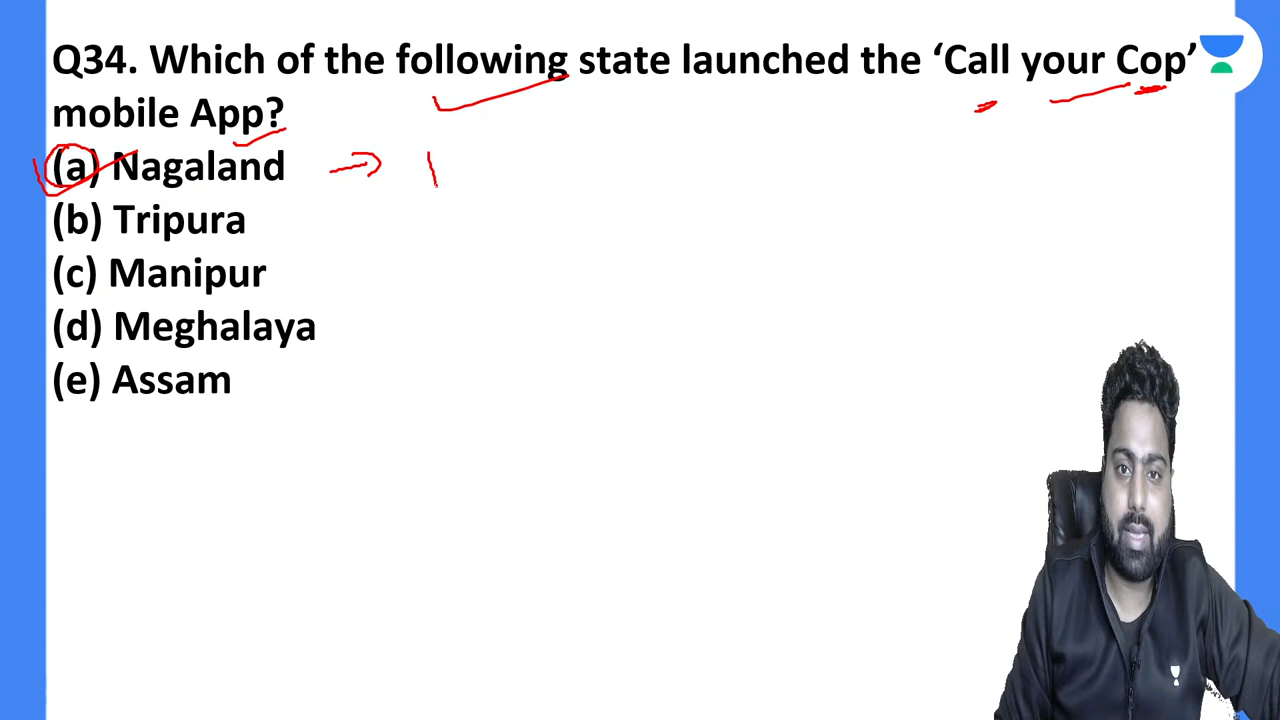 Q34. Which of the following state launched the ‘Call your Cop’
mobile App?
(a) Nagaland
(b) Tripura
(c) Manipur
(d) Meghalaya
(e) Assam